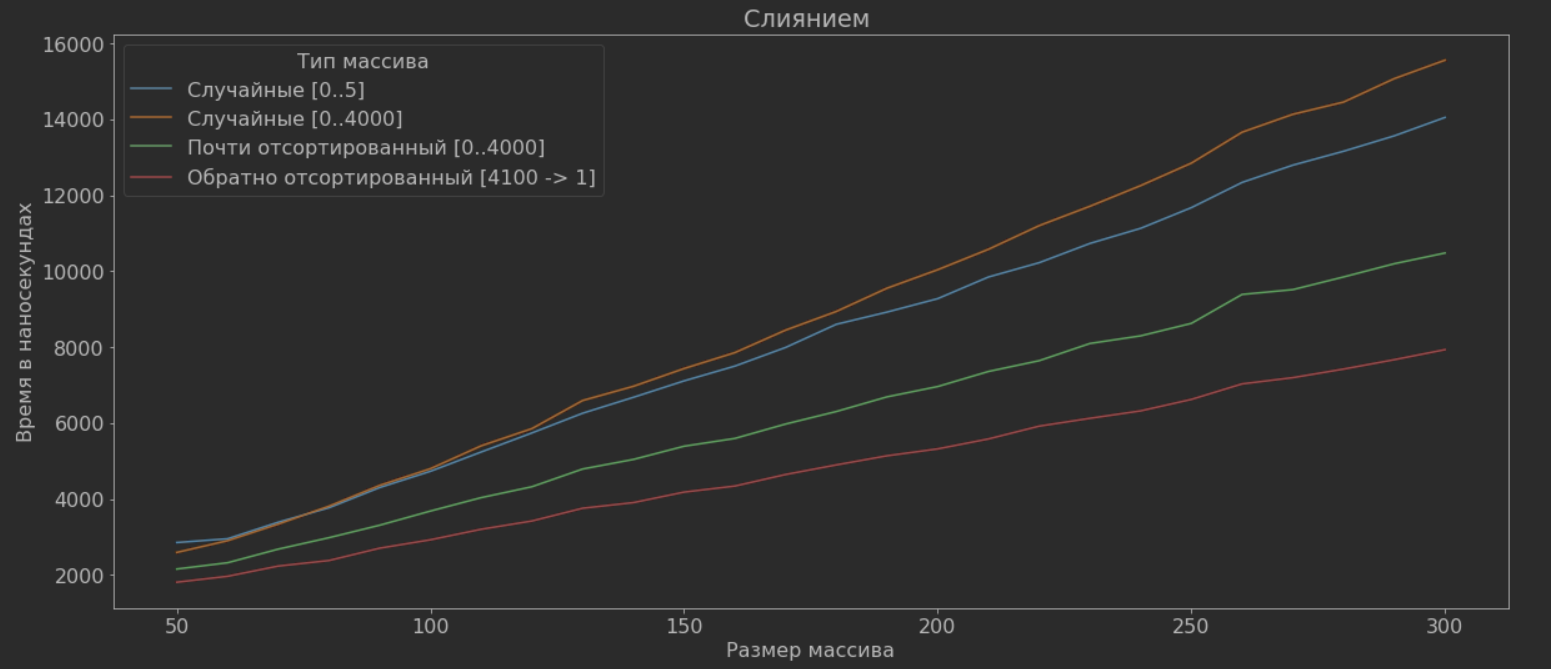 Слиянием
Тип массива
Случайные [0..5]
Случайные [0..4000]
Почти отсортированный [0..4000]
Обратно отсортированный [4100 -> 1]
Время в наносекундах
16000
14000
12000
10000
8000
6000
4000
2000
50 100 150 200 250 300
Размер массива